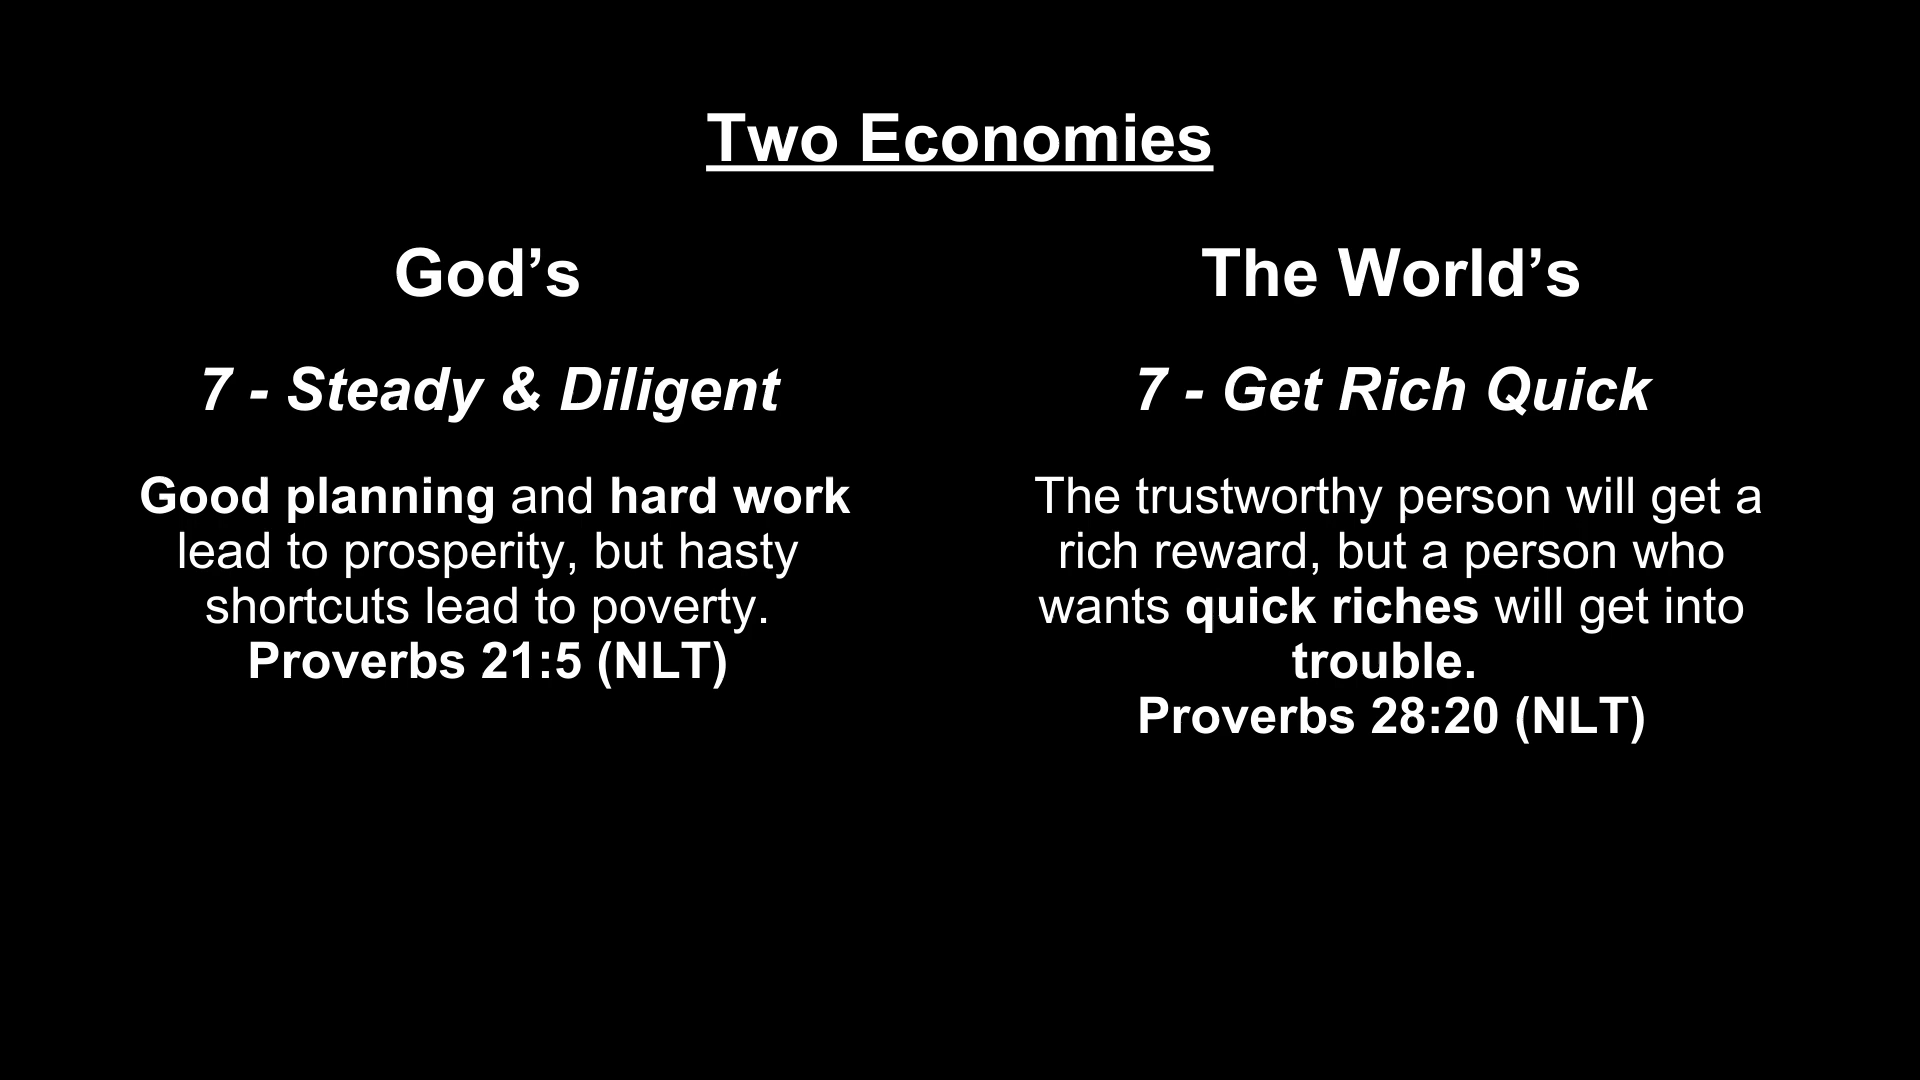 Two Economies
God’s
7 - Steady & Diligent
Good planning and hard work
lead to prosperity, but hasty
shortcuts lead to poverty.
Proverbs 21:5 (NLT)
The World’s
7 - Get Rich Quick
The trustworthy person will get a
rich reward, but a person who
wants quick riches will get into
trouble.
Proverbs 28:20 (NLT)